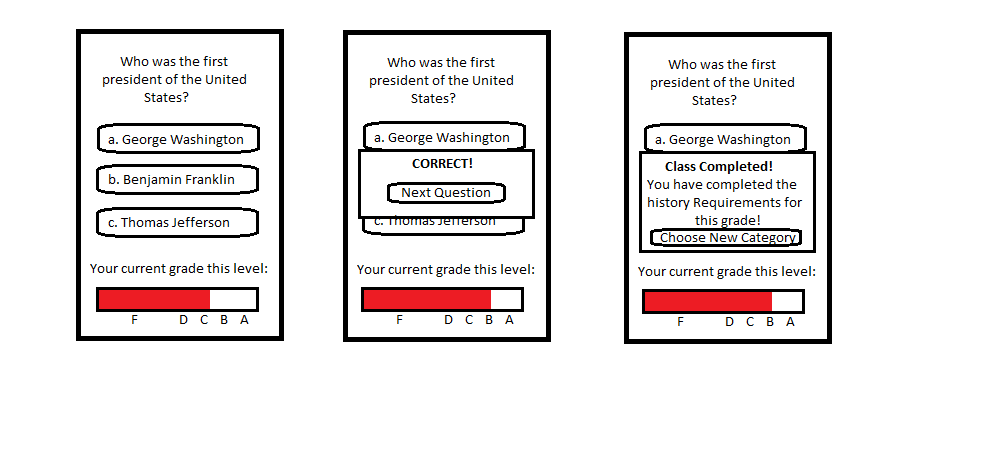 Who was the first
president of the United
States?
a. George Washington
b. Benjamin Franklin
c. Thomas Jefferson
Your current grade this level:
F D C B A
Who was the first
president of the United
States?
a. George Washington
CORRECT!
Next Question
c. Thomas Jefferson
Your current grade this level:
F D C B A
Who was the first
president of the United
States?
a. George Washington
Class Completed!
You have completed the
history Requirements for
this grade!
Choose New Category
Your current grade this level:
F D C B A